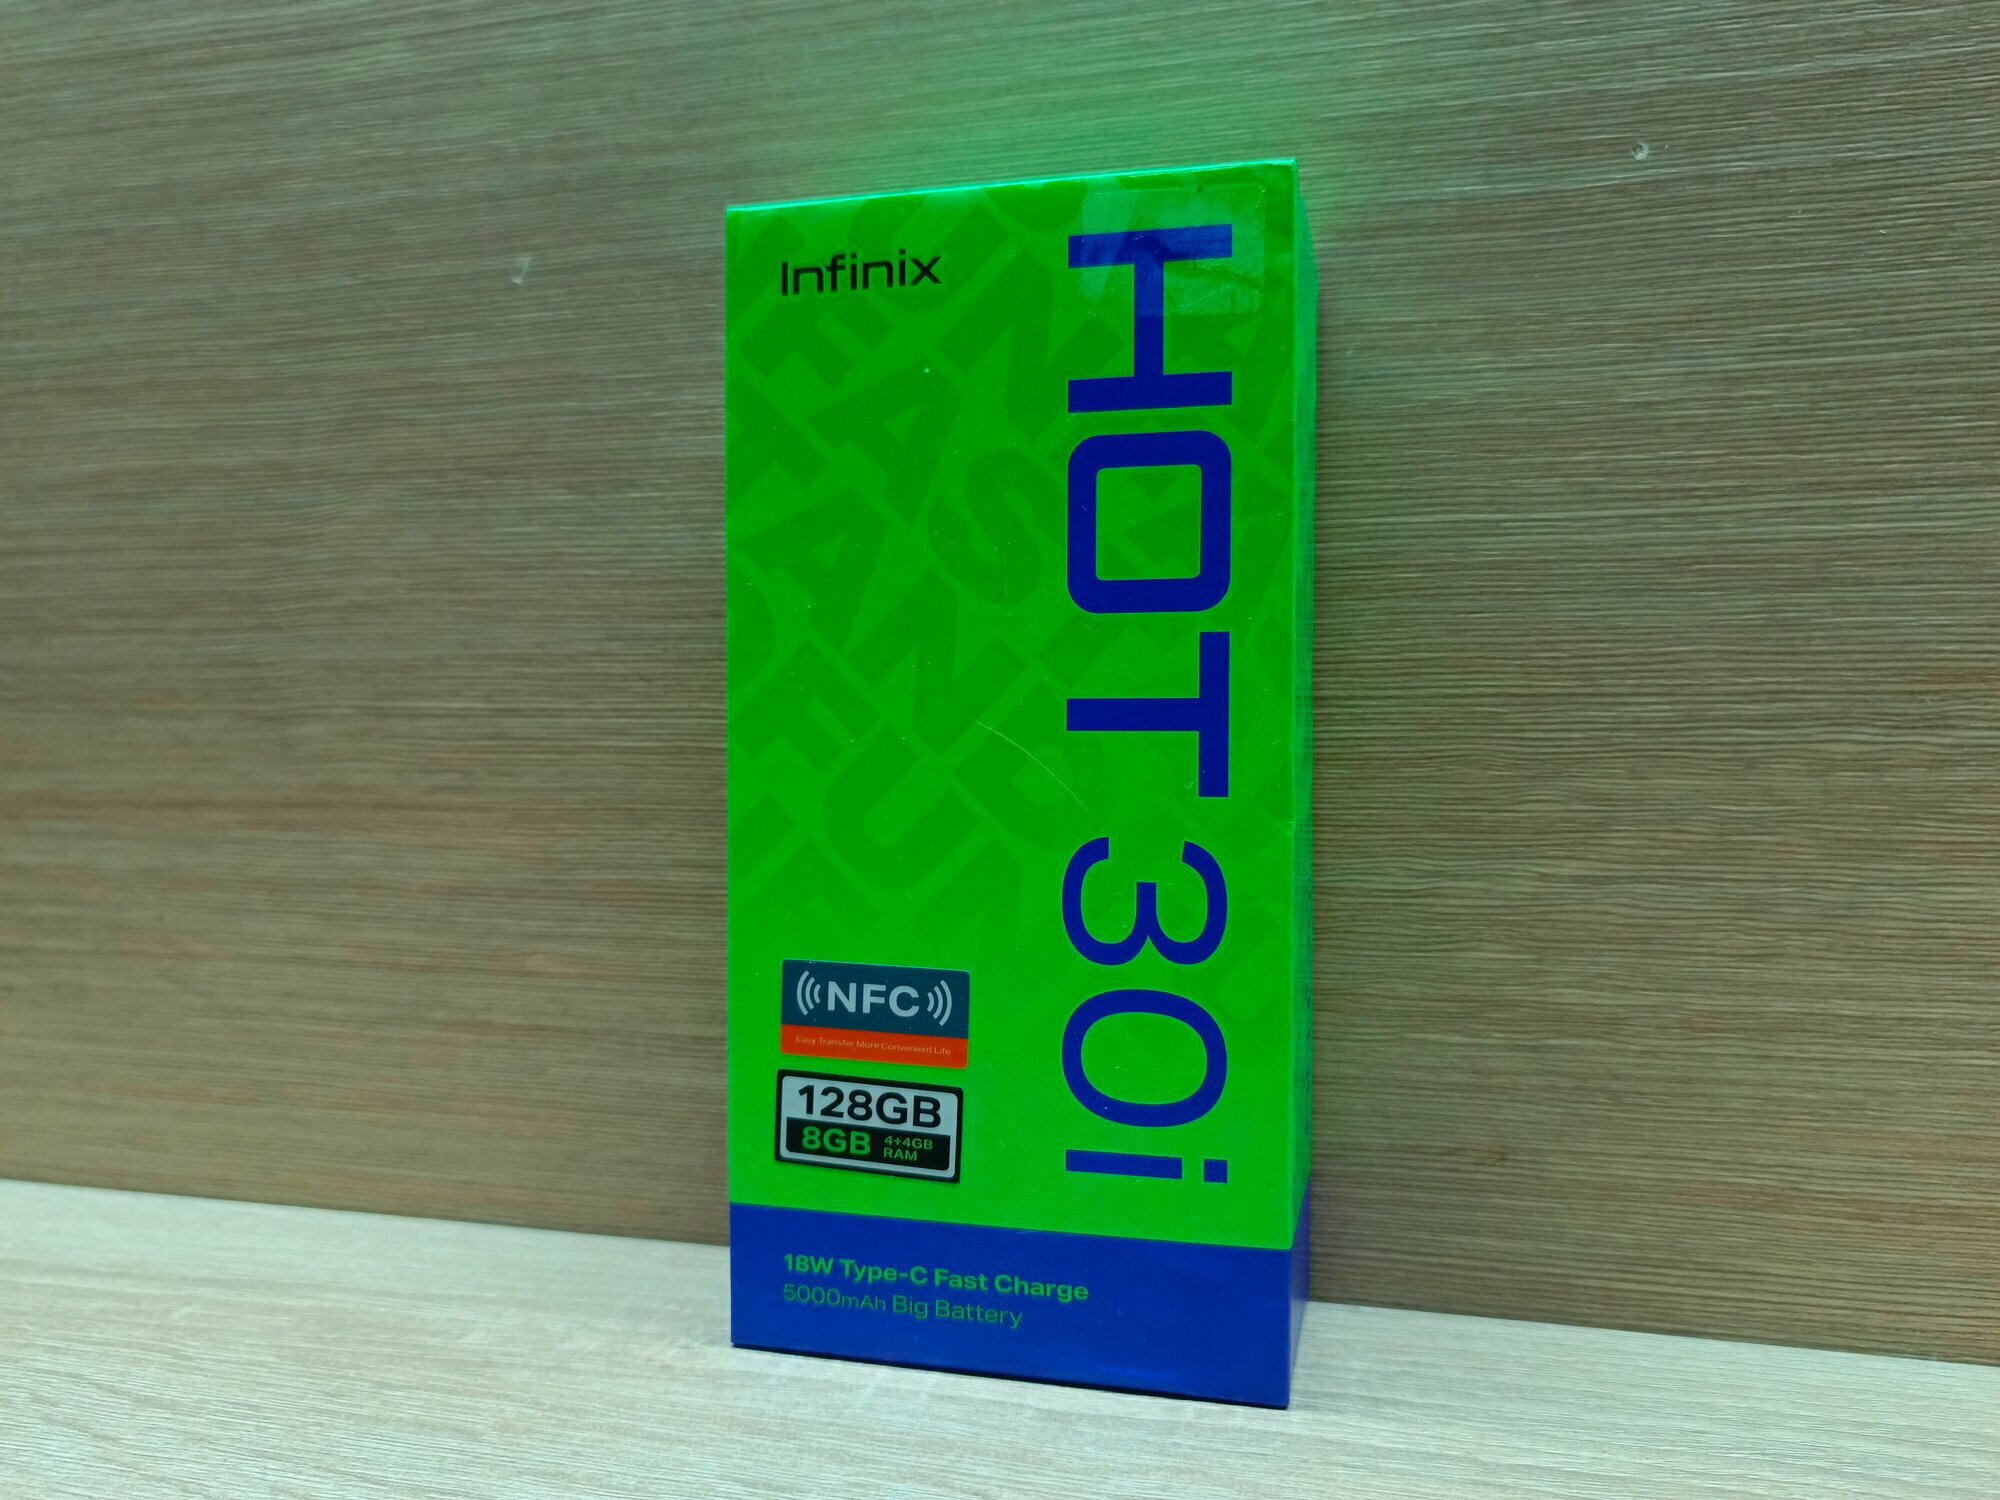 Infinix
HOT 30i
NFC
Easy Transfer More Convenient Life
128GB
8GB 4+4GB RAM
18W Type-C Fast Charge
5000mAh Big Battery